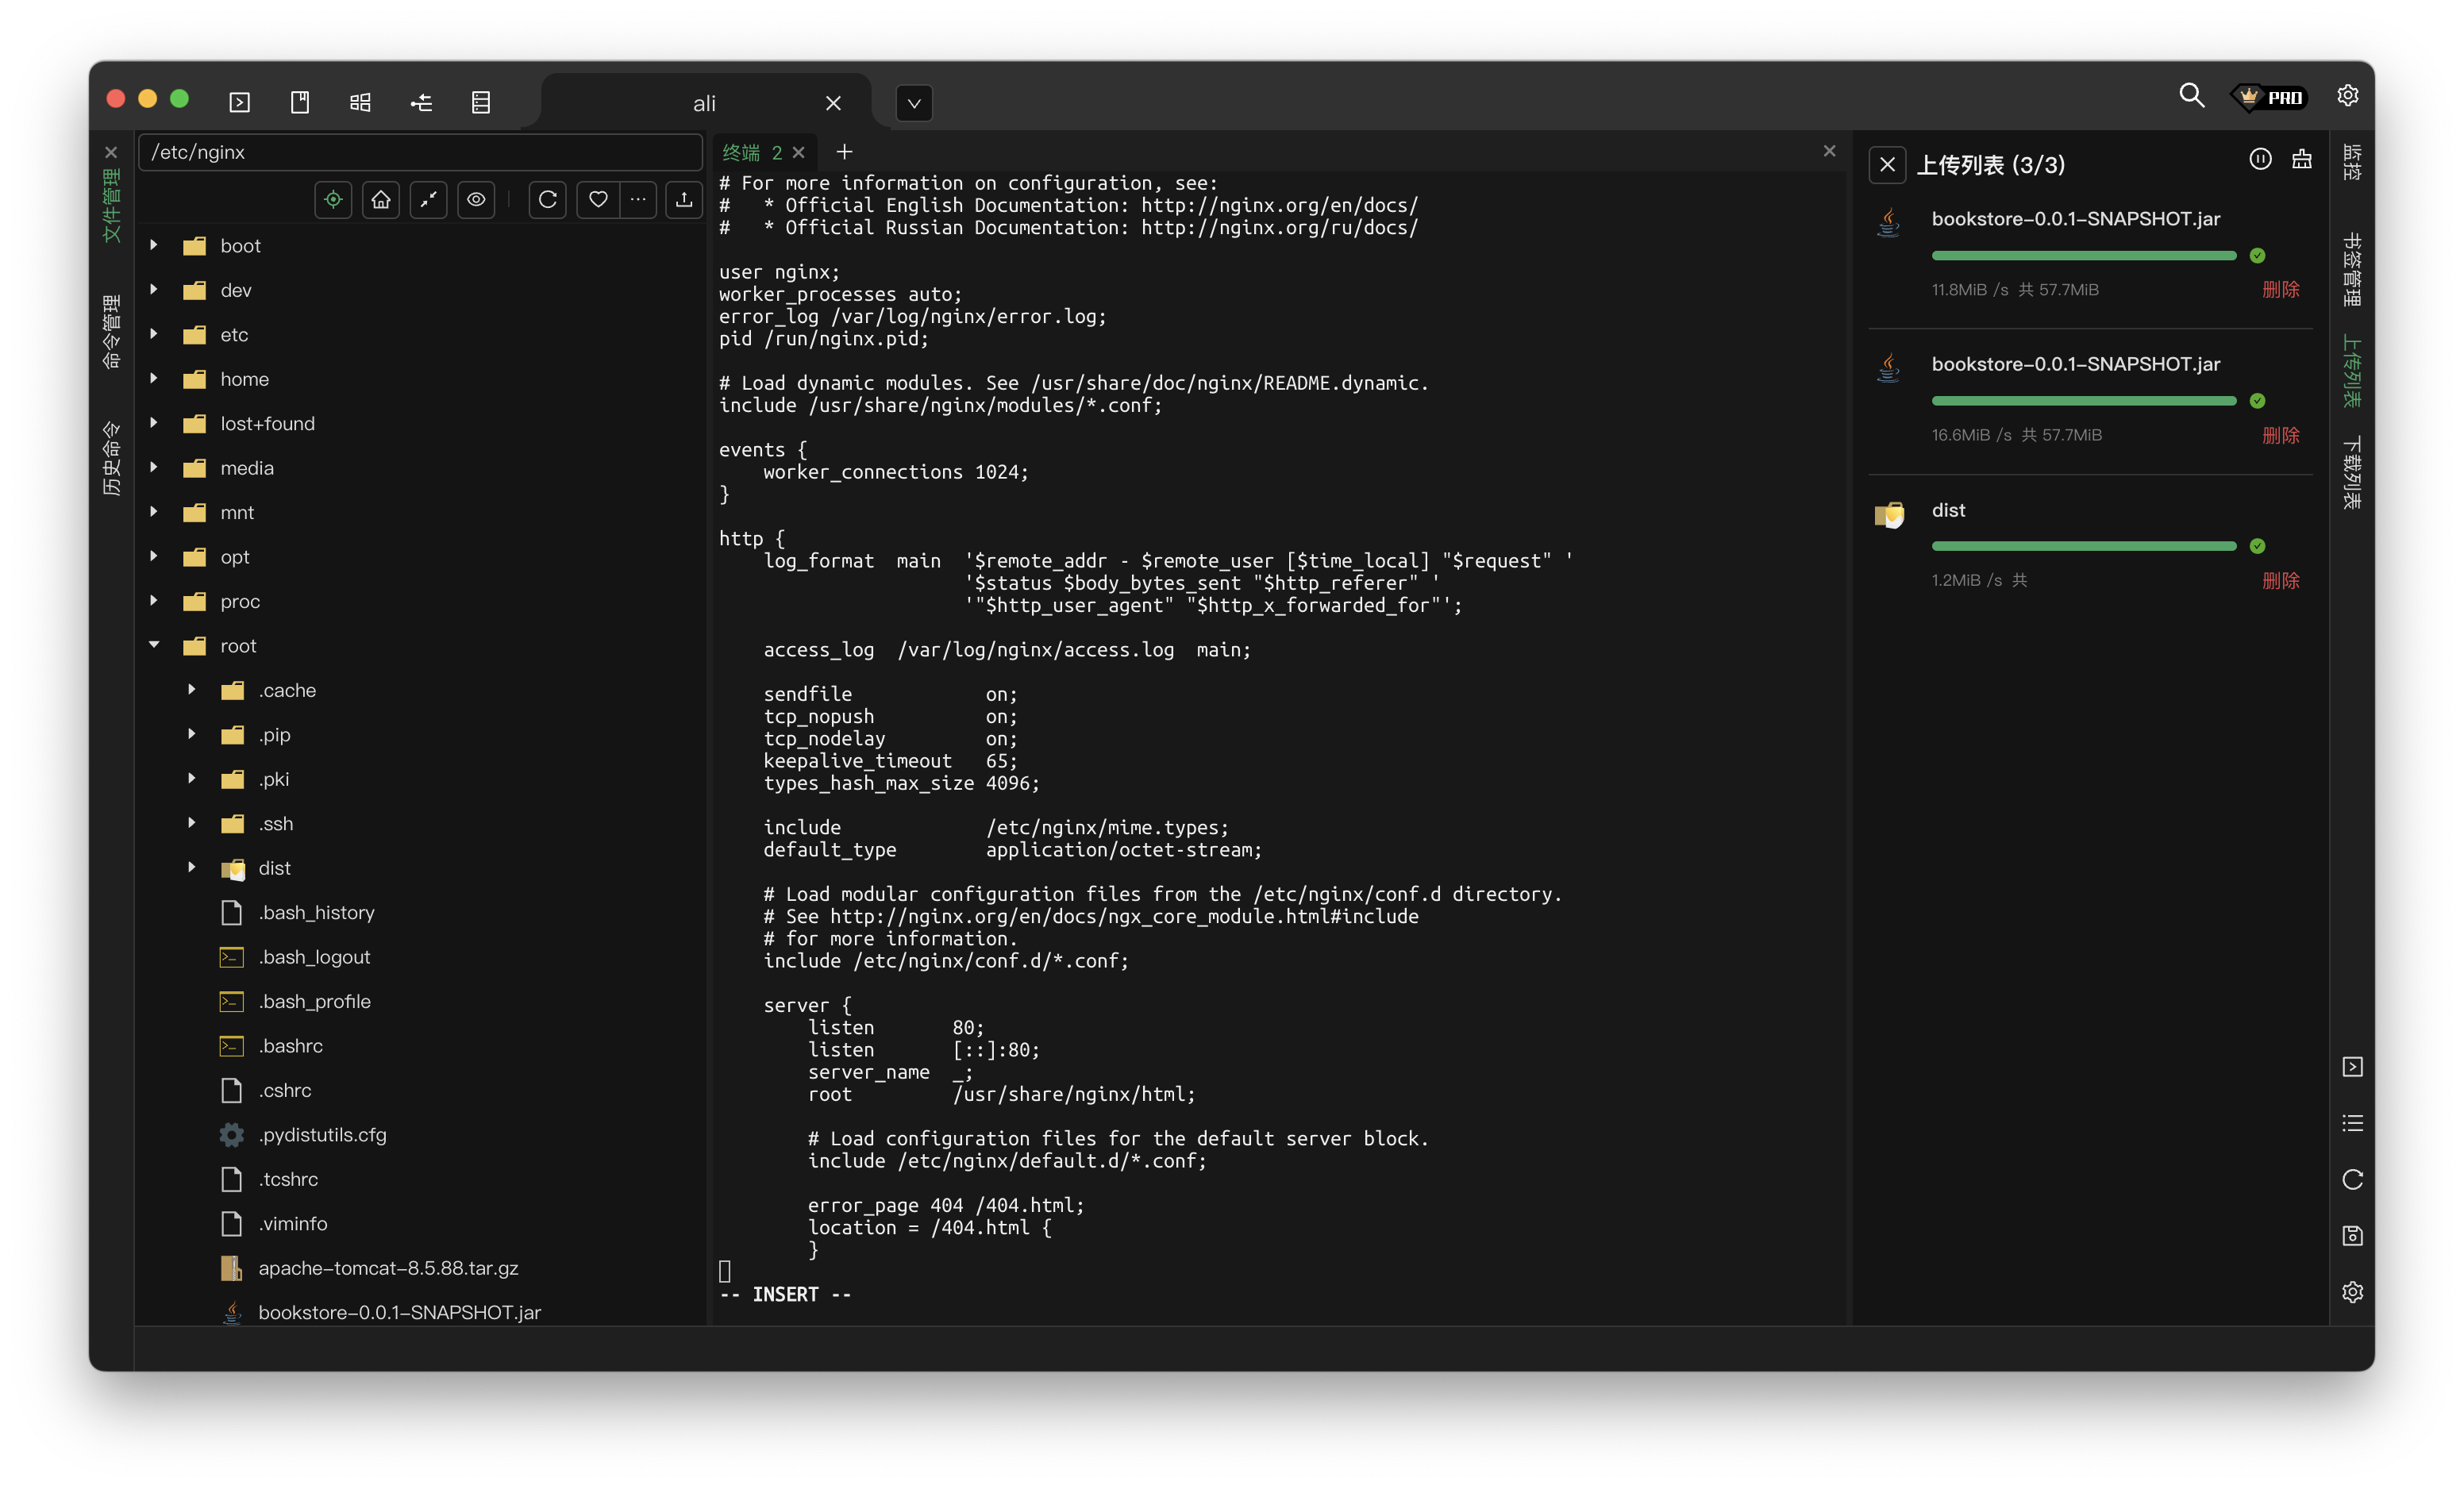 ali
PRO
文件管理
命令管理
历史命令
/etc/nginx
boot
dev
etc
home
lost+found
media
mnt
opt
proc
root
.cache
.pip
.pki
.ssh
dist
.bash_history
.bash_logout
.bash_profile
.bashrc
.cshrc
.pydistutils.cfg
.tcshrc
.viminfo
apache-tomcat-8.5.88.tar.gz
bookstore-0.0.1-SNAPSHOT.jar
终端 2
# For more information on configuration, see:
#   * Official English Documentation: http://nginx.org/en/docs/
#   * Official Russian Documentation: http://nginx.org/ru/docs/
user nginx;
worker_processes auto;
error_log /var/log/nginx/error.log;
pid /run/nginx.pid;
# Load dynamic modules. See /usr/share/doc/nginx/README.dynamic.
include /usr/share/nginx/modules/*.conf;
events {
    worker_connections 1024;
}
http {
    log_format  main  '$remote_addr - $remote_user [$time_local] "$request" '
                      '$status $body_bytes_sent "$http_referer" '
                      '"$http_user_agent" "$http_x_forwarded_for"';
    access_log  /var/log/nginx/access.log  main;
    sendfile            on;
    tcp_nopush          on;
    tcp_nodelay         on;
    keepalive_timeout   65;
    types_hash_max_size 4096;
    include             /etc/nginx/mime.types;
    default_type        application/octet-stream;
    # Load modular configuration files from the /etc/nginx/conf.d directory.
    # See http://nginx.org/en/docs/ngx_core_module.html#include
    # for more information.
    include /etc/nginx/conf.d/*.conf;
    server {
        listen       80;
        listen       [::]:80;
        server_name  _;
        root         /usr/share/nginx/html;
        # Load configuration files for the default server block.
        include /etc/nginx/default.d/*.conf;
        error_page 404 /404.html;
        location = /404.html {
        }
-- INSERT --
上传列表 (3/3)
bookstore-0.0.1-SNAPSHOT.jar
11.8MiB /s 共 57.7MiB
删除
bookstore-0.0.1-SNAPSHOT.jar
16.6MiB /s 共 57.7MiB
删除
dist
1.2MiB /s 共
删除
监控
书签管理
上传列表
下载列表